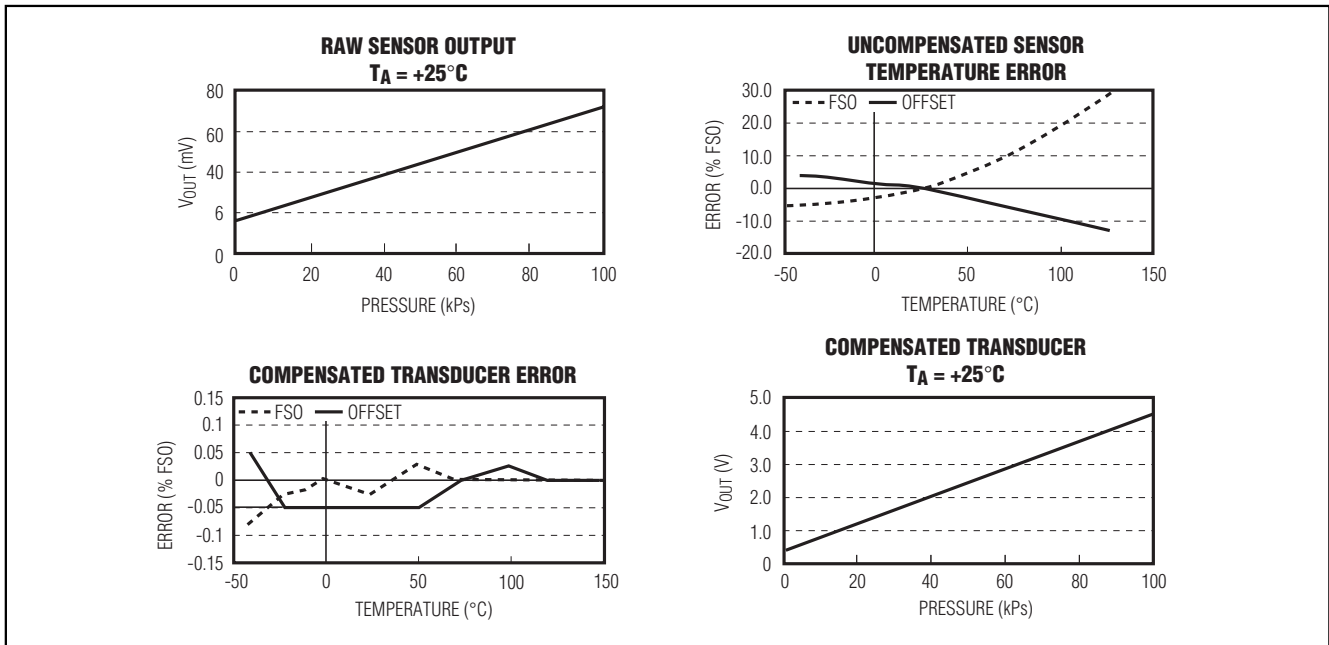 RAW SENSOR OUTPUT
TA = +25°C
80
60
40
6
0
VOUT (mV)
0 20 40 60 80 100
PRESSURE (kPs)
UNCOMPENSATED SENSOR
TEMPERATURE ERROR
FSO OFFSET
30.0
20.0
10.0
0.0
-10.0
-20.0
ERROR (% FSO)
-50 0 50 100 150
TEMPERATURE (°C)
COMPENSATED TRANSDUCER ERROR
FSO OFFSET
0.15
0.1
0.05
0
-0.05
-0.1
-0.15
ERROR (% FSO)
-50 0 50 100 150
TEMPERATURE (°C)
COMPENSATED TRANSDUCER
TA = +25°C
5.0
4.0
3.0
2.0
1.0
0
VOUT (V)
0 20 40 60 80 100
PRESSURE (kPs)